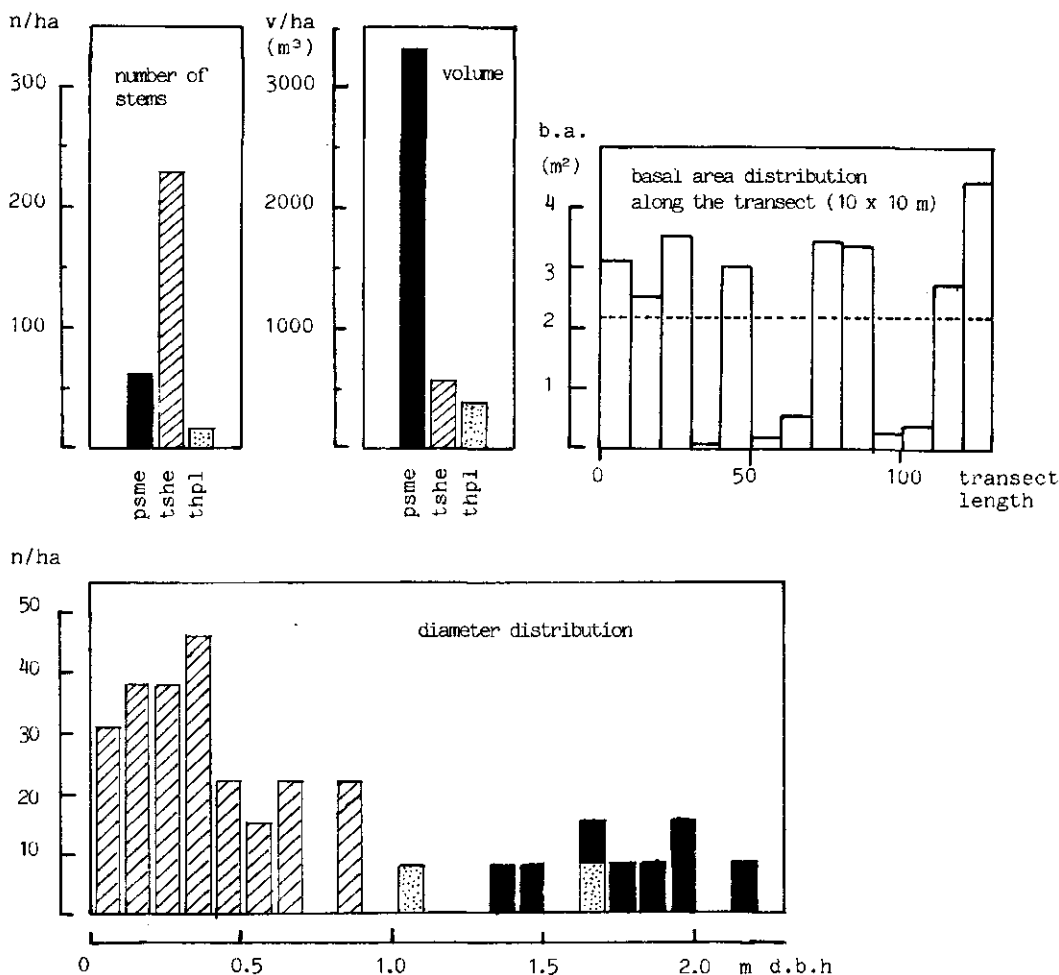 n/ha
number of
stems
300
200
100
psme
tshe
thpl
v/ha
(m³)
volume
3000
2000
1000
psme
tshe
thpl
b.a.
(m²)
basal area distribution
along the transect (10 x 10 m)
4
3
2
1
0 50 100 transect
length
n/ha
diameter distribution
50
40
30
20
10
0 0.5 1.0 1.5 2.0 m d.b.h